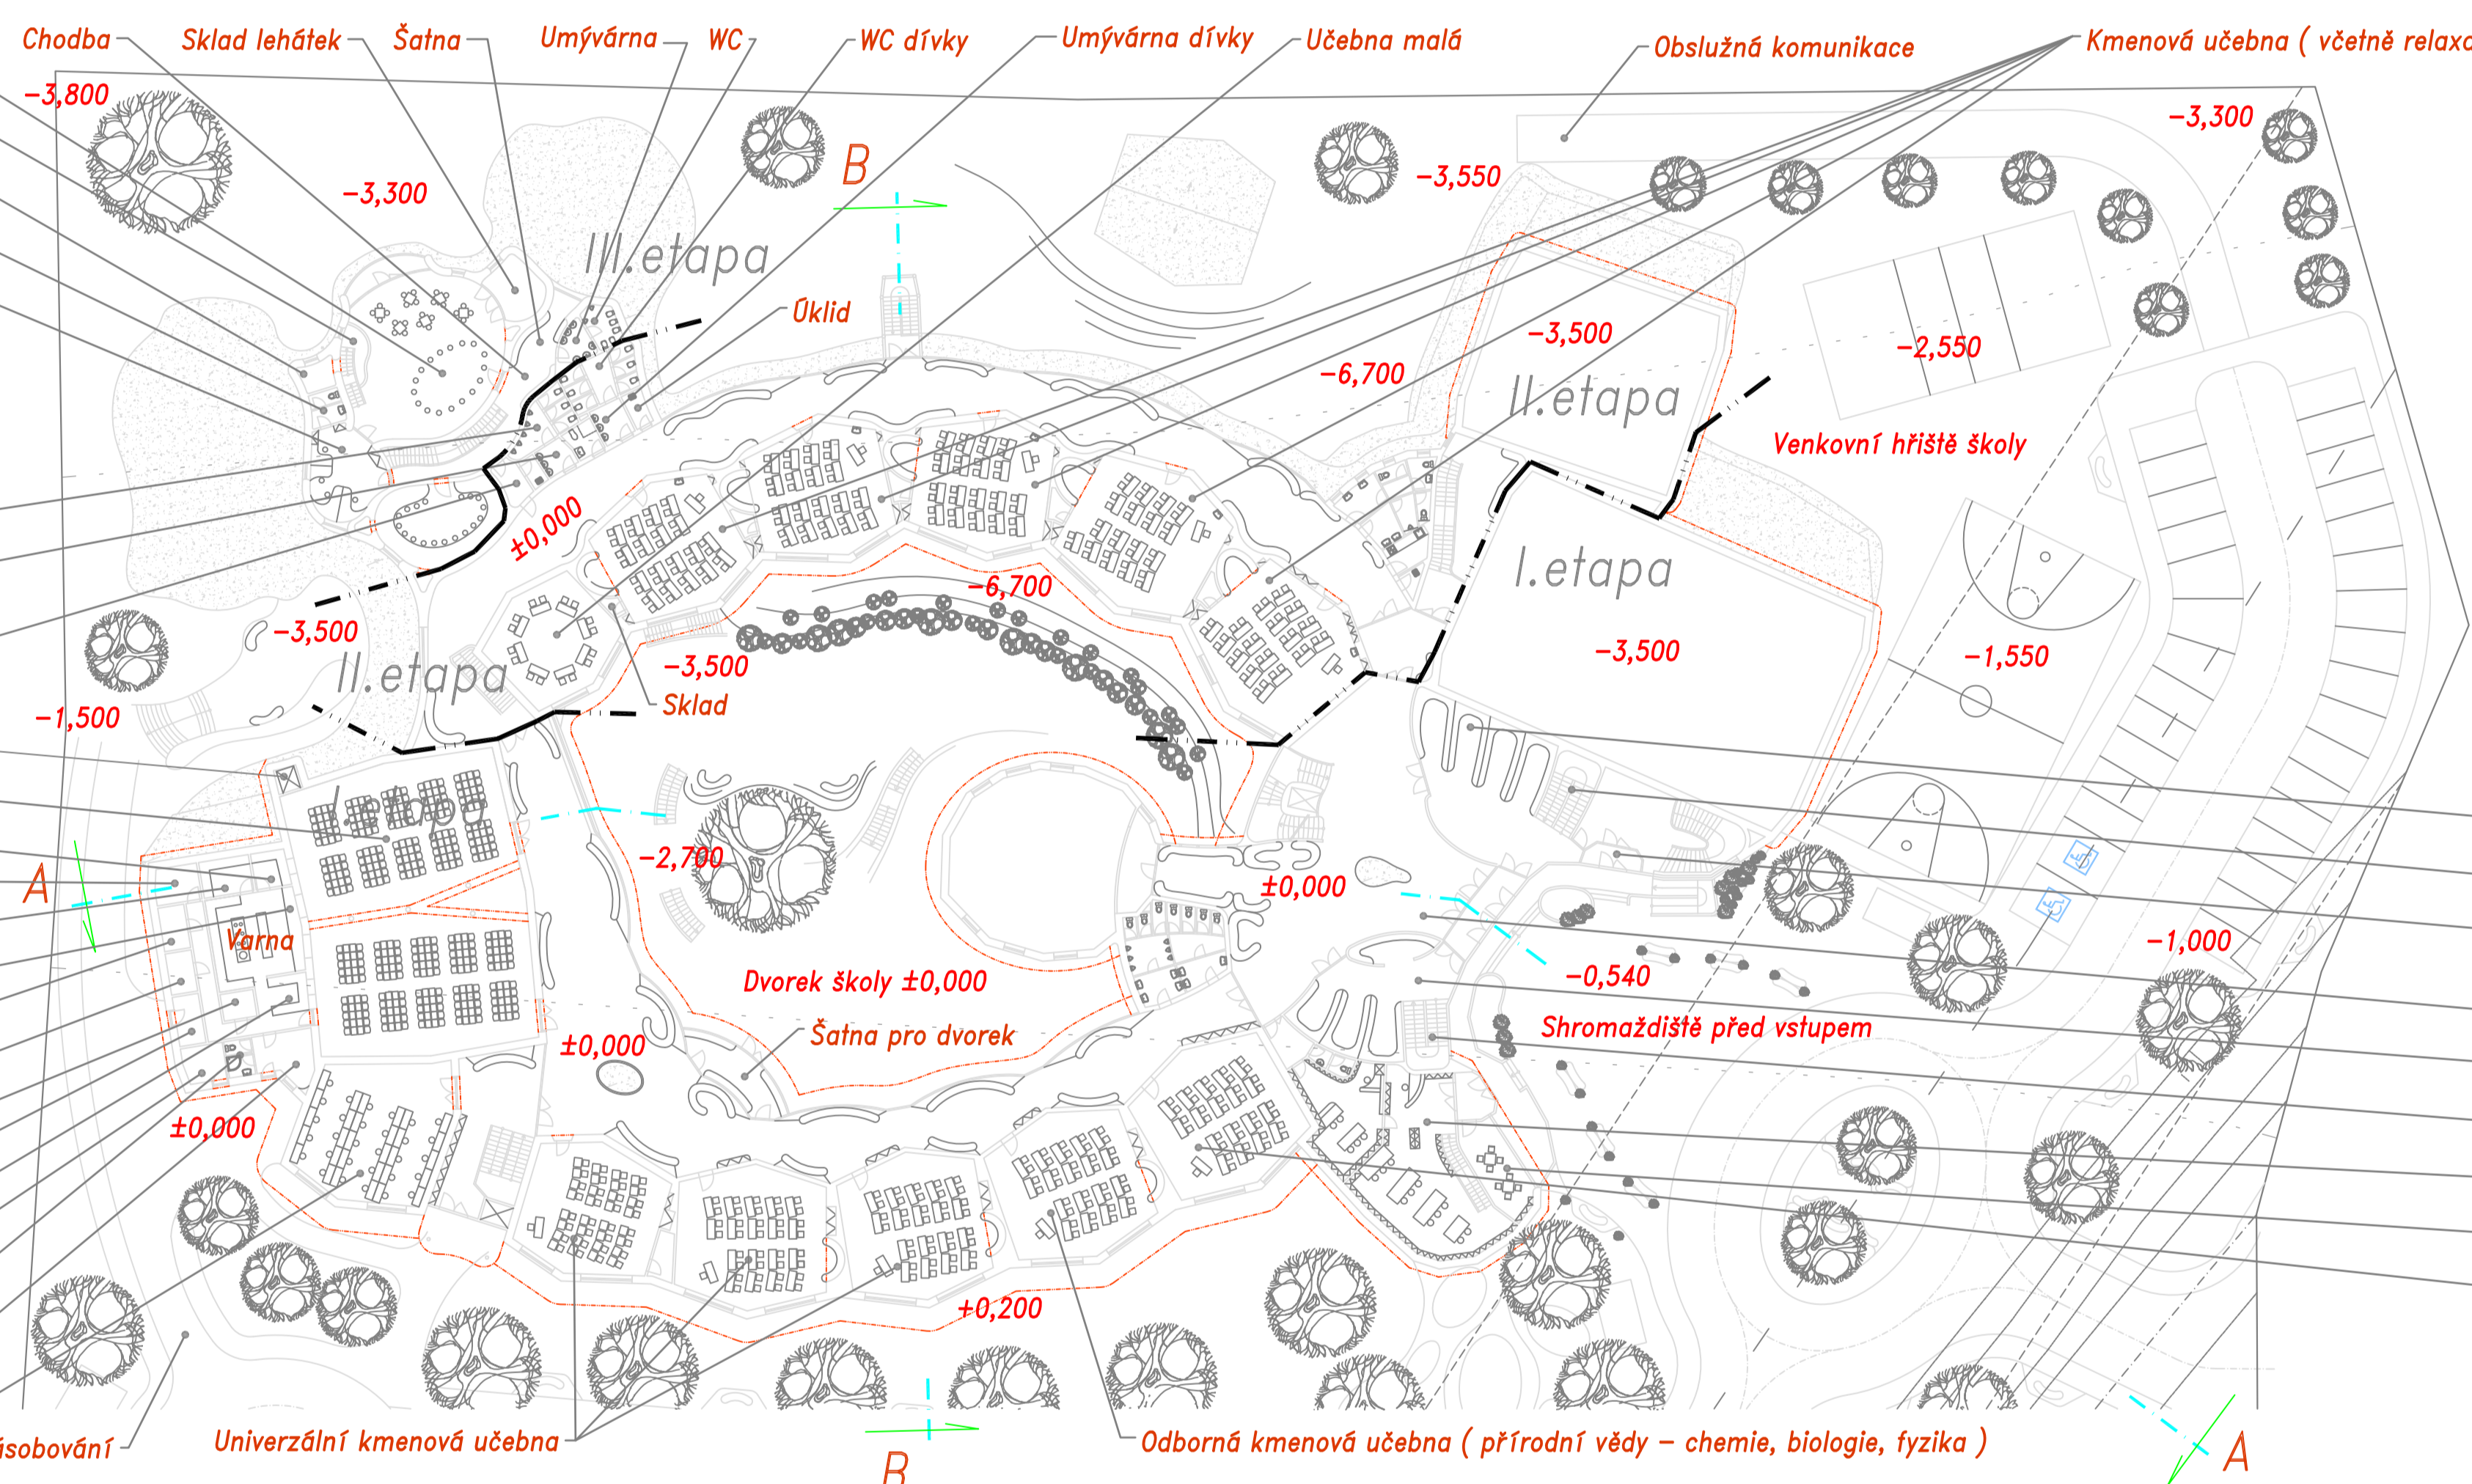 Chodba
Sklad lehátek
Šatna
Umývárna
WC
WC dívky
Umývárna dívky
Učebna malá
Obslužná komunikace
Kmenová učebna ( včetně
-3,800
-3,300
-3,300
B
-3,550
III.etapa
Úklid
-3,500
-2,550
-6,700
II.etapa
Venkovní hřiště školy
±0,000
I.etapa
-6,700
-3,500
-3,500
-3,500
-1,550
II.etapa
Sklad
-1,500
I.etapa
-2,700
A
±0,000
Varna
-1,000
Dvorek školy ±0,000
-0,540
Šatna pro dvorek
Shromaždiště před vstupem
±0,000
±0,000
+0,200
Univerzální kmenová učebna
Odborná kmenová učebna ( přírodní vědy – chemie, biologie, fyzika )
A
B